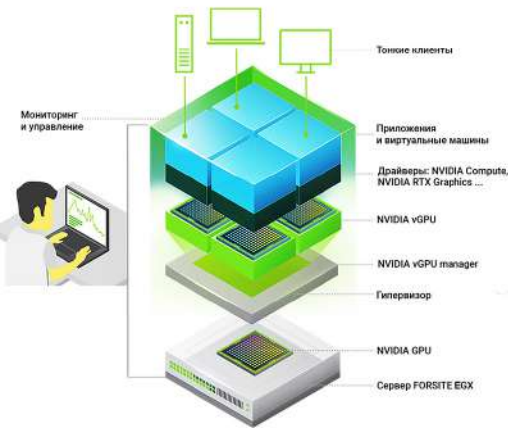 Тонкие клиенты
Мониторинг
и управление
Приложения
и виртуальные машины
Драйверы: NVIDIA Compute,
NVIDIA RTX Graphics ...
NVIDIA vGPU
NVIDIA vGPU manager
Гипервизор
NVIDIA GPU
Сервер FORSITE EGX